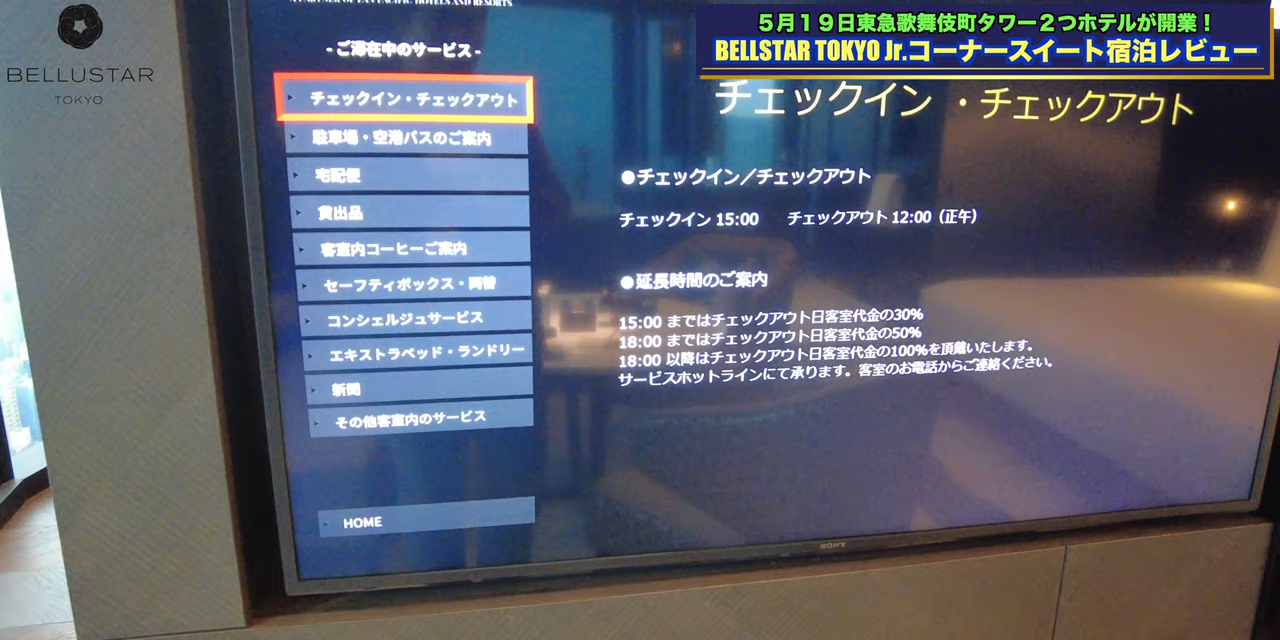 A PARTNER OF PAN PACIFIC HOTELS AND RESORTS
BELLUSTAR
TOKYO
5月19日東急歌舞伎町タワー2つホテルが開業！
BELLSTAR TOKYO Jr.コーナースイート宿泊レビュー
- ご滞在中のサービス -
チェックイン・チェックアウト
駐車場・空港バスのご案内
宅配便
貸出品
客室内コーヒーご案内
セーフティボックス・両替
コンシェルジュサービス
エキストラベッド・ランドリー
新聞
その他客室内のサービス
HOME
チェックイン ・チェックアウト
●チェックイン／チェックアウト
チェックイン 15:00 チェックアウト 12:00（正午）
●延長時間のご案内
15:00 まではチェックアウト日客室代金の30%
18:00 まではチェックアウト日客室代金の50%
18:00 以降はチェックアウト日客室代金の100%を頂戴いたします。
サービスホットラインにて承ります。客室のお電話からご連絡ください。
SONY